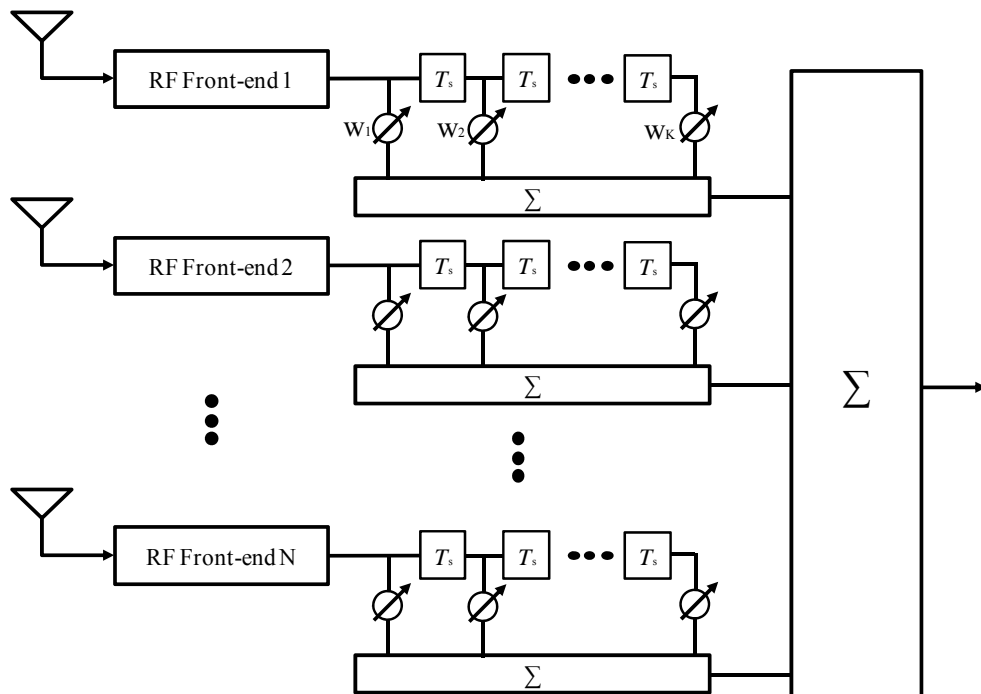 RF Front-end 1
Ts Ts Ts
W1 W2 WK
Σ
RF Front-end 2
Ts Ts Ts
Σ
Σ
RF Front-end N
Ts Ts Ts
Σ